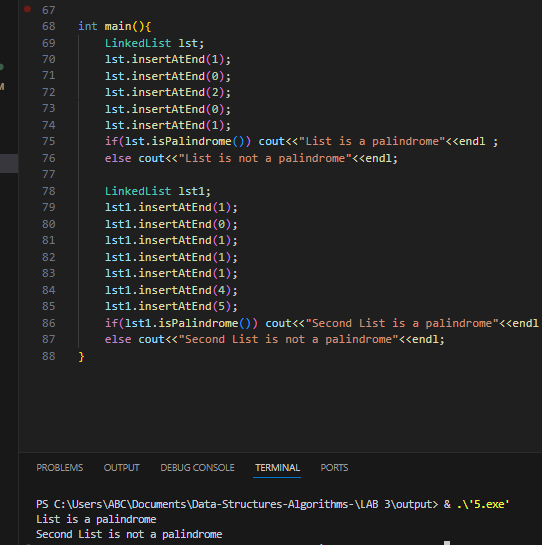 67
68 int main(){
69 LinkedList lst;
70 lst.insertAtEnd(1);
71 lst.insertAtEnd(0);
72 lst.insertAtEnd(2);
73 lst.insertAtEnd(0);
74 lst.insertAtEnd(1);
75 if(lst.isPalindrome()) cout<<"List is a palindrome"<<endl ;
76 else cout<<"List is not a palindrome"<<endl;
77
78 LinkedList lst1;
79 lst1.insertAtEnd(1);
80 lst1.insertAtEnd(0);
81 lst1.insertAtEnd(1);
82 lst1.insertAtEnd(1);
83 lst1.insertAtEnd(1);
84 lst1.insertAtEnd(4);
85 lst1.insertAtEnd(5);
86 if(lst1.isPalindrome()) cout<<"Second List is a palindrome"<<endl
87 else cout<<"Second List is not a palindrome"<<endl;
88 }
PROBLEMS OUTPUT DEBUG CONSOLE TERMINAL PORTS
PS C:\Users\ABC\Documents\Data-Structures-Algorithms-\LAB 3\output> & .\'5.exe'
List is a palindrome
Second List is not a palindrome